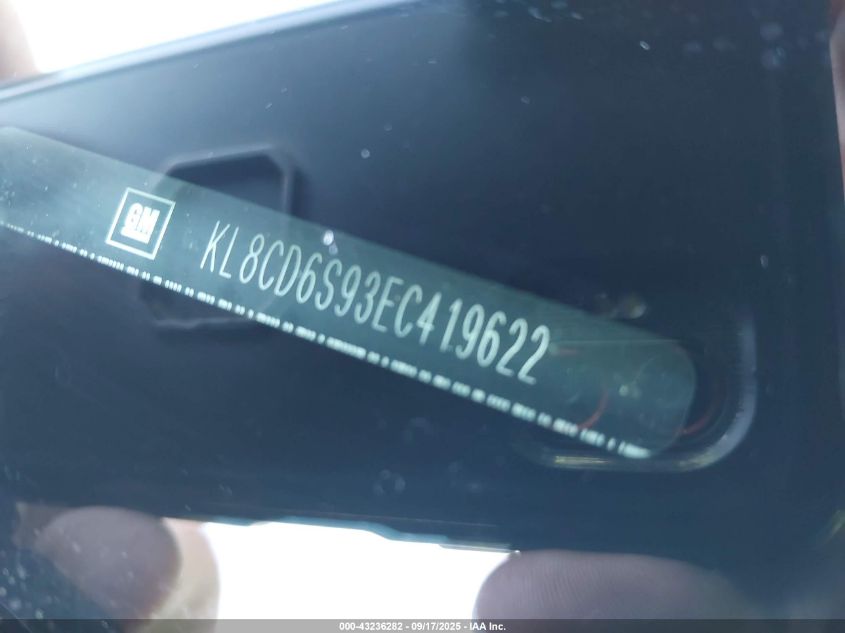 GM
KL8CD6S93EC419622
000-43236282 - 09/17/2025 - IAA Inc.